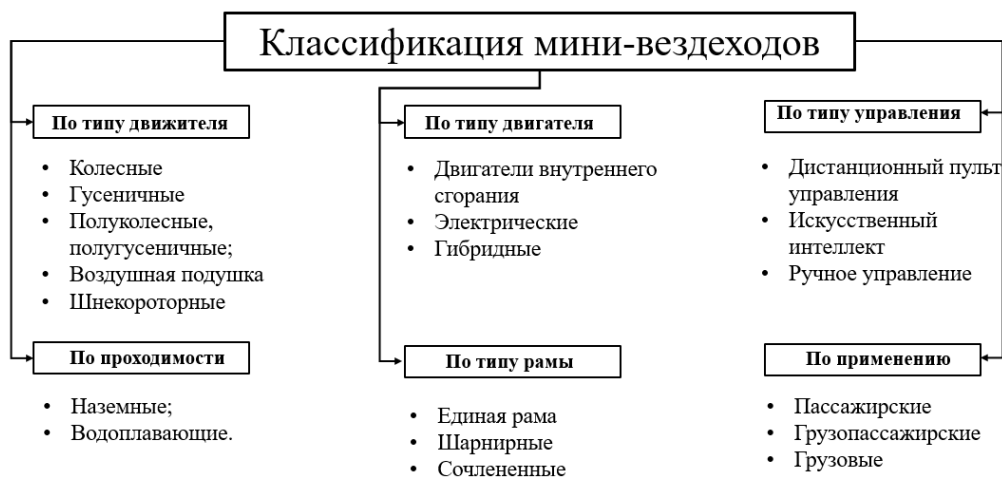 Классификация мини-вездеходов
По типу движителя
• Колесные
• Гусеничные
• Полуколесные,
полугусеничные;
• Воздушная подушка
• Шнекороторные
По проходимости
• Наземные;
• Водоплавающие.
По типу двигателя
• Двигатели внутреннего
сгорания
• Электрические
• Гибридные
По типу рамы
• Единая рама
• Шарнирные
• Сочлененные
По типу управления
• Дистанционный пульт
управления
• Искусственный
интеллект
• Ручное управление
По применению
• Пассажирские
• Грузопассажирские
• Грузовые